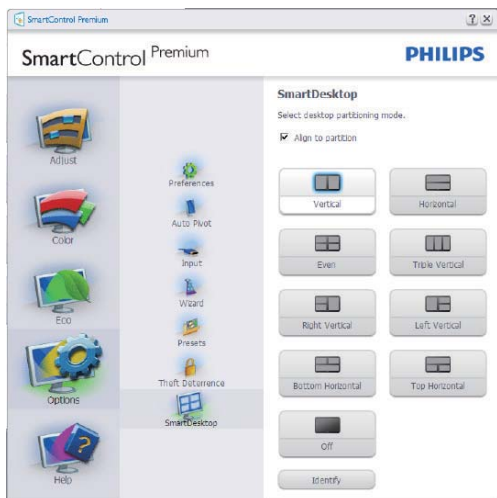 SmartControl Premium
SmartControl Premium
PHILIPS
Adjust
Color
Eco
Options
Help
Preferences
Auto Pivot
Input
Wizard
Presets
Theft Deterrence
SmartDesktop
SmartDesktop
Select desktop partitioning mode.
Align to partition
Vertical
Horizontal
Even
Triple Vertical
Right Vertical
Left Vertical
Bottom Horizontal
Top Horizontal
Off
Identify